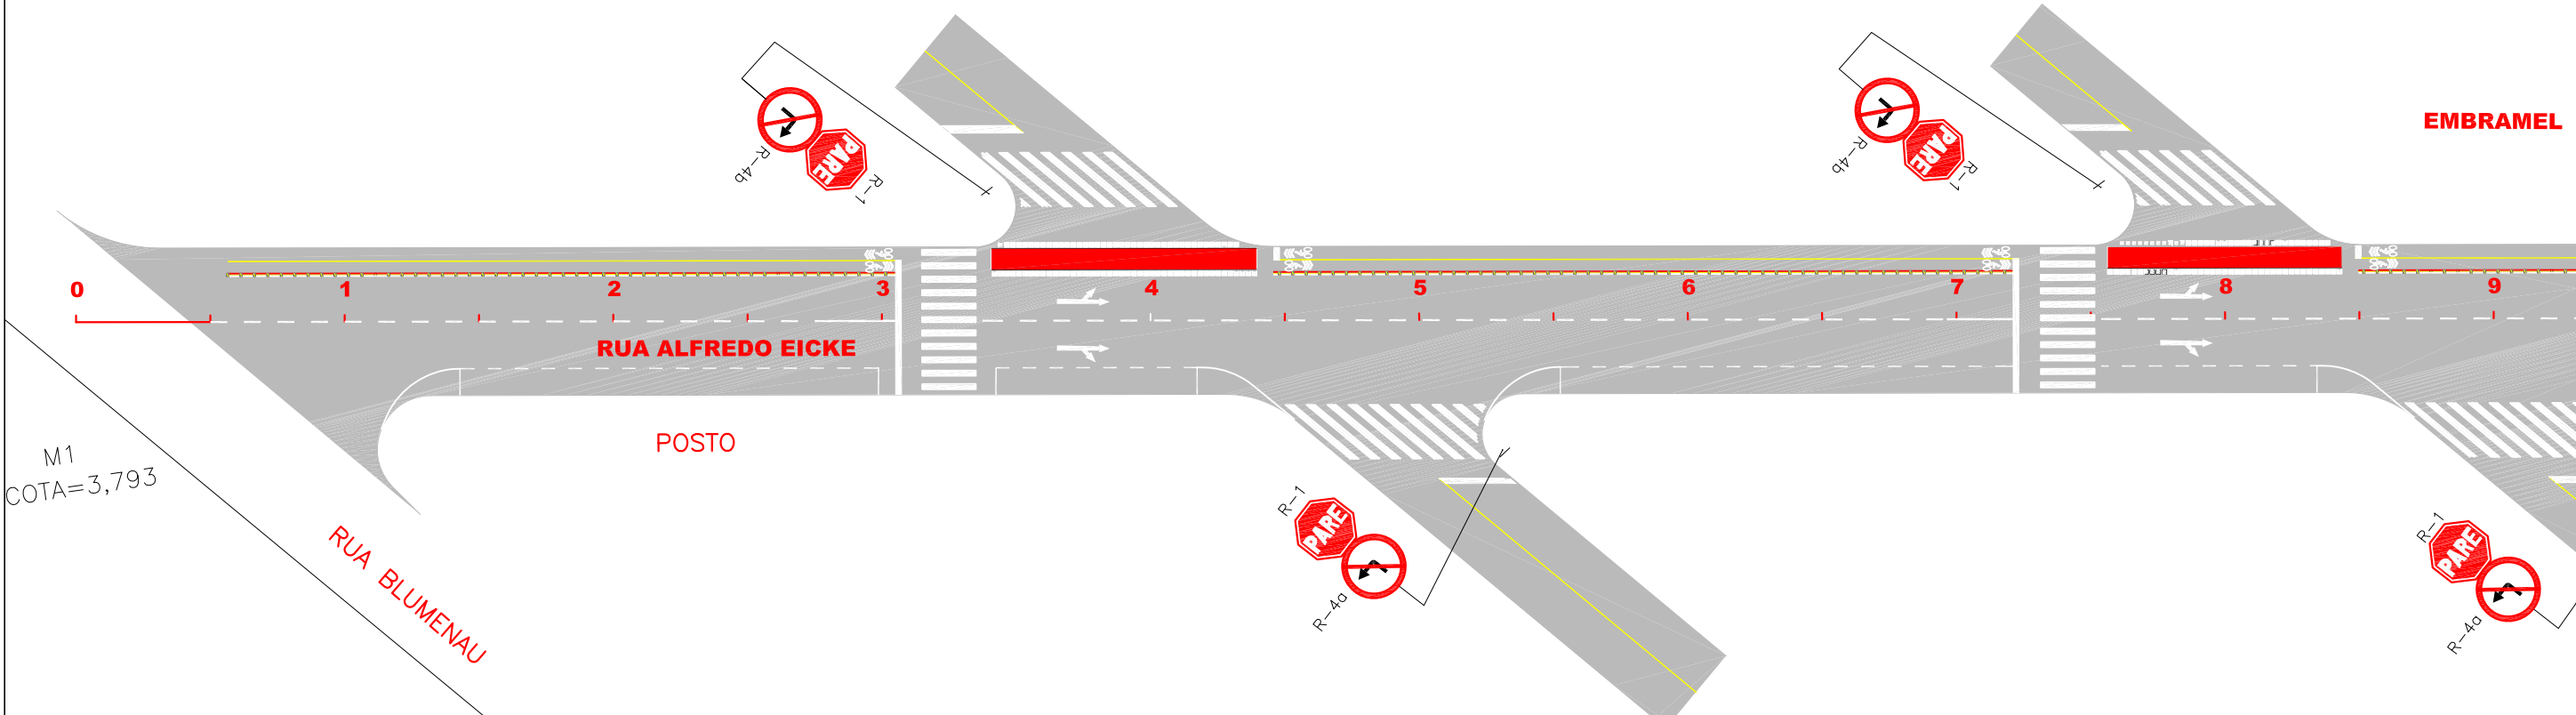 EMBRAMEL
R-4b
PARE
R-1
R-4b
PARE
R-1
0
1
2
3
4
5
6
7
8
9
RUA ALFREDO EICKE
POSTO
M1
COTA=3,793
RUA BLUMENAU
R-1
PARE
R-4a
R-1
PARE
R-4a